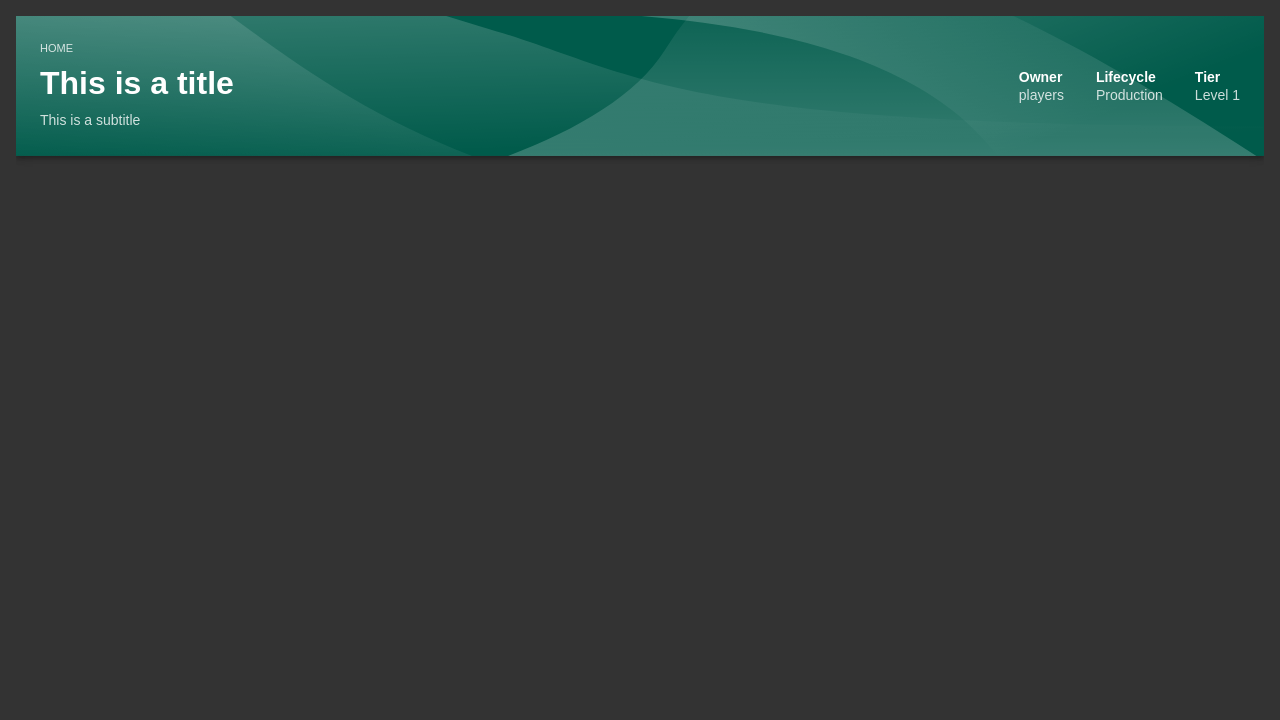 HOME
This is a title
This is a subtitle
Owner
players
Lifecycle
Production
Tier
Level 1